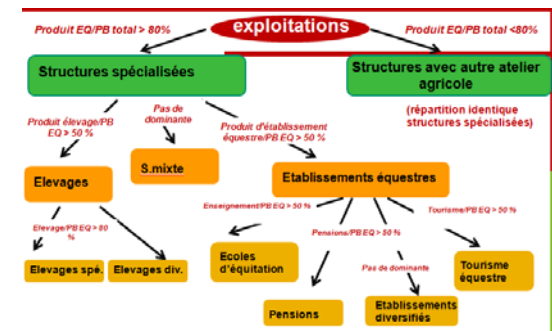 exploitations
Produit EQ/PB total > 80%
Produit EQ/PB total <80%
Structures spécialisées
Structures avec autre atelier
agricole
(répartition identique
structures spécialisées)
Produit élevage/PB
EQ > 50 %
Pas de
dominante
Produit d'établissement
équestre/PB EQ > 50 %
Elevages
S.mixte
Etablissements équestres
Elevage/PB EQ > 80
%
Elevages spé.
Elevages div.
Enseignement/PB EQ > 50 %
Pensions/PB EQ > 50 %
Tourisme/PB EQ > 50 %
Pas de dominante
Ecoles
d'équitation
Pensions
Etablissements
diversifiés
Tourisme
équestre